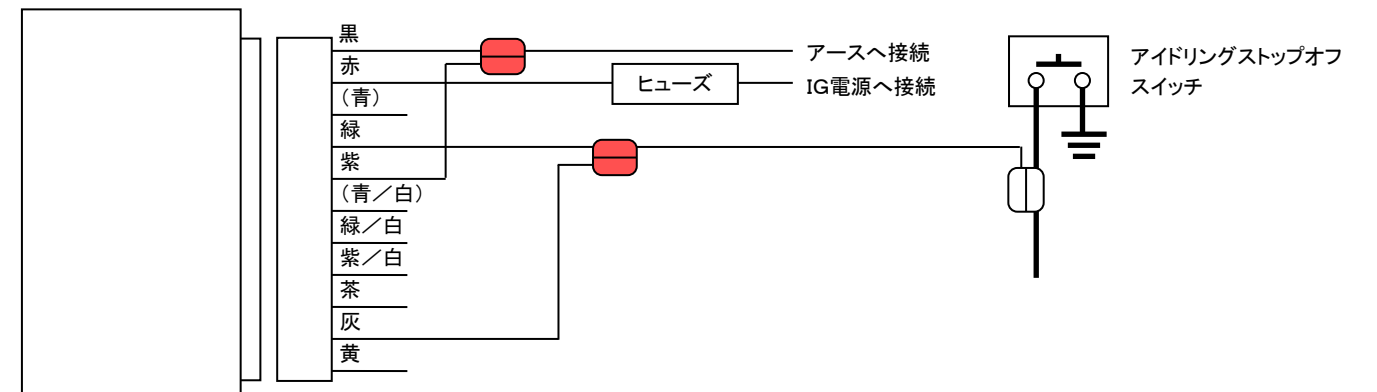 黒
赤
（青）
緑
紫
（青／白）
緑／白
紫／白
茶
灰
黄
アースへ接続
ヒューズ
IG電源へ接続
アイドリングストップオフ
スイッチ